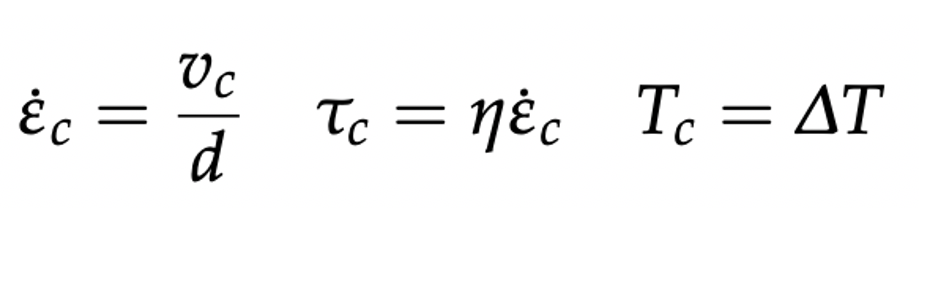 ε̇_c = v_c / d    τ_c = ηε̇_c    T_c = ΔT